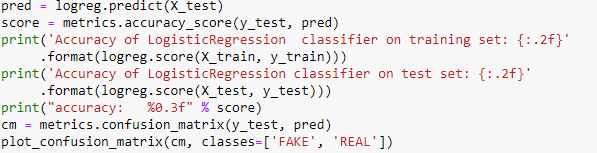 pred = logreg.predict(X_test)
score = metrics.accuracy_score(y_test, pred)
print('Accuracy of LogisticRegression  classifier on training set: {:.2f}'
     .format(logreg.score(X_train, y_train)))
print('Accuracy of LogisticRegression classifier on test set: {:.2f}'
     .format(logreg.score(X_test, y_test)))
print("accuracy:   %0.3f" % score)
cm = metrics.confusion_matrix(y_test, pred)
plot_confusion_matrix(cm, classes=['FAKE', 'REAL'])